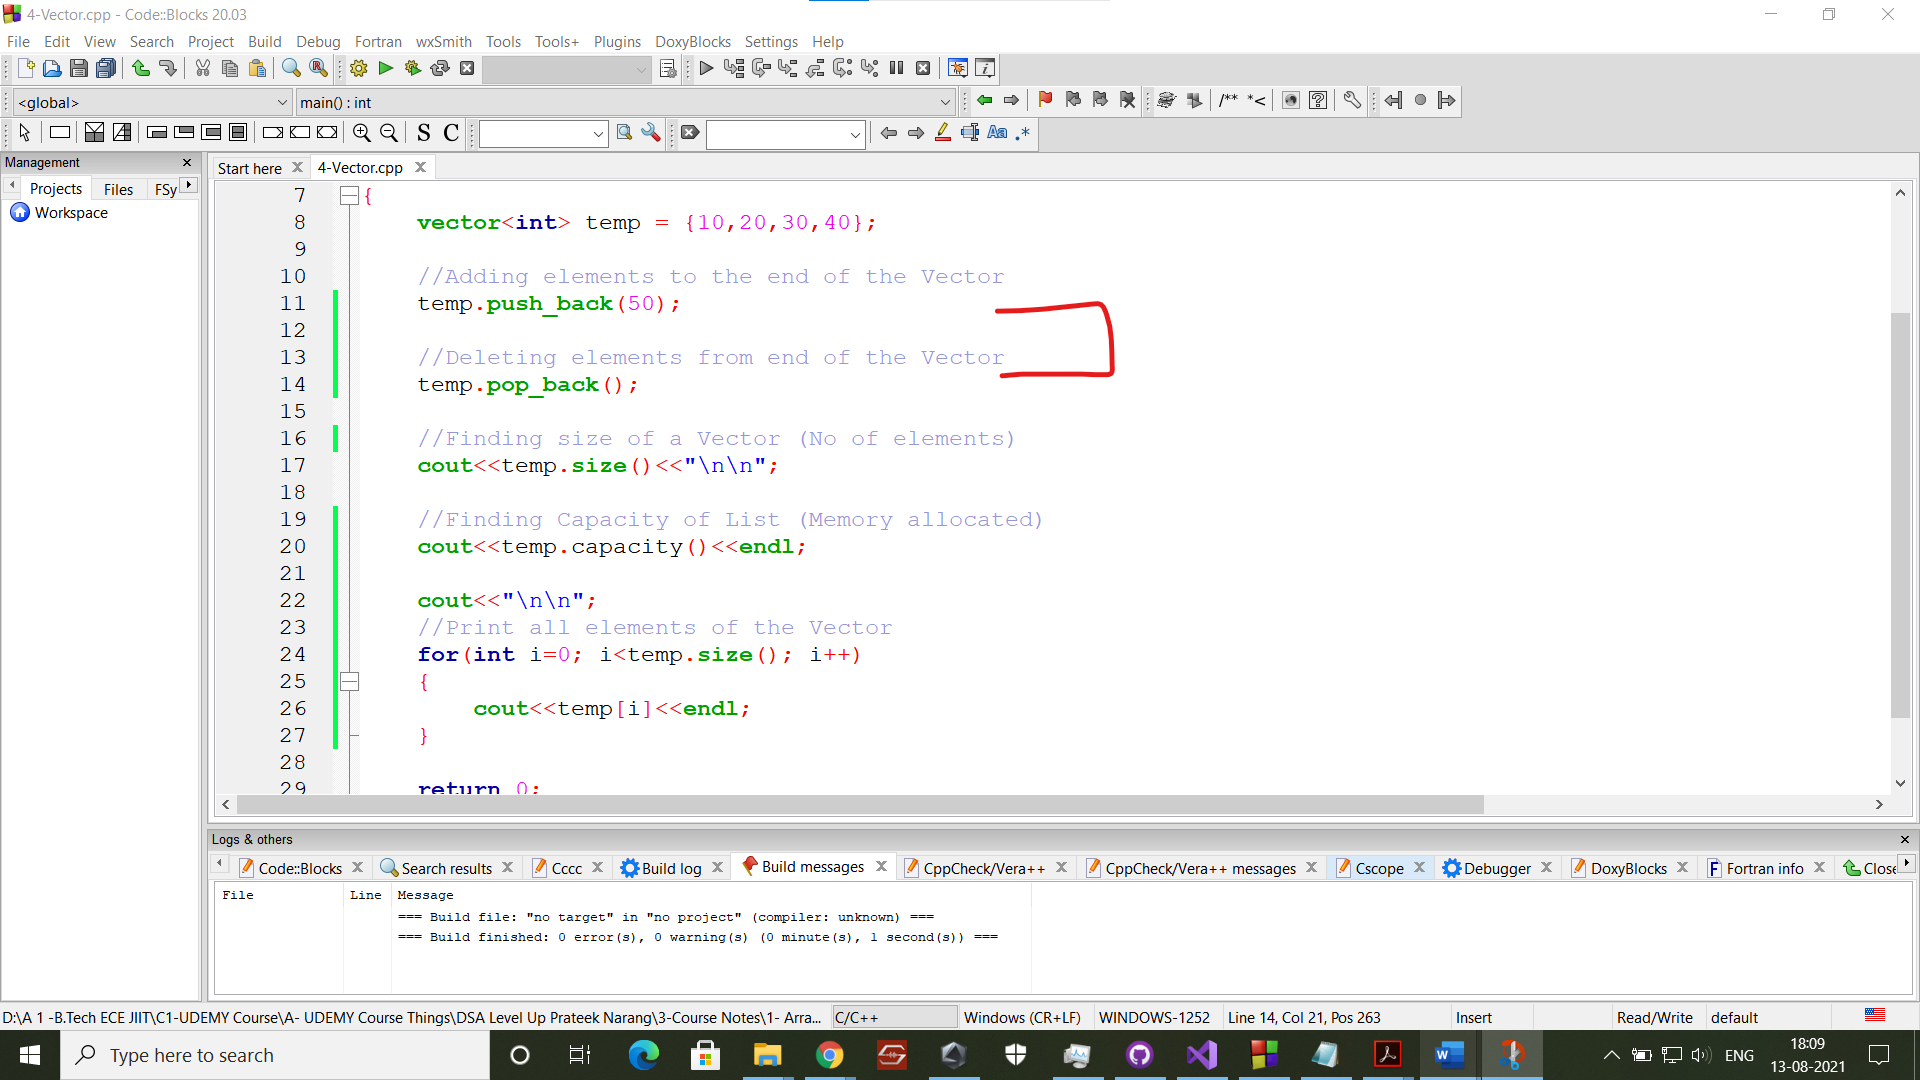 4-Vector.cpp - Code::Blocks 20.03
File Edit View Search Project Build Debug Fortran wxSmith Tools Tools+ Plugins DoxyBlocks Settings Help
<global> main() : int
/** *<
S C Aa .*
Management
Start here 4-Vector.cpp
Projects Files FSy
Workspace
7 {
8 vector<int> temp = {10,20,30,40};
9
10 //Adding elements to the end of the Vector
11 temp.push_back(50);
12
13 //Deleting elements from end of the Vector
14 temp.pop_back();
15
16 //Finding size of a Vector (No of elements)
17 cout<<temp.size()<<"\n\n";
18
19 //Finding Capacity of List (Memory allocated)
20 cout<<temp.capacity()<<endl;
21
22 cout<<"\n\n";
23 //Print all elements of the Vector
24 for(int i=0; i<temp.size(); i++)
25 {
26 cout<<temp[i]<<endl;
27 }
28
29 return 0;
Logs & others
Code::Blocks Search results Cccc Build log Build messages CppCheck/Vera++ CppCheck/Vera++ messages Cscope Debugger DoxyBlocks Fortran info Close
File Line Message
=== Build file: "no target" in "no project" (compiler: unknown) ===
=== Build finished: 0 error(s), 0 warning(s) (0 minute(s), 1 second(s)) ===
D:\A 1 -B.Tech ECE JIIT\C1-UDEMY Course\A- UDEMY Course Things\DSA Level Up Prateek Narang\3-Course Notes\1- Arra... C/C++ Windows (CR+LF) WINDOWS-1252 Line 14, Col 21, Pos 263 Insert Read/Write default
Type here to search
ENG
18:09
13-08-2021